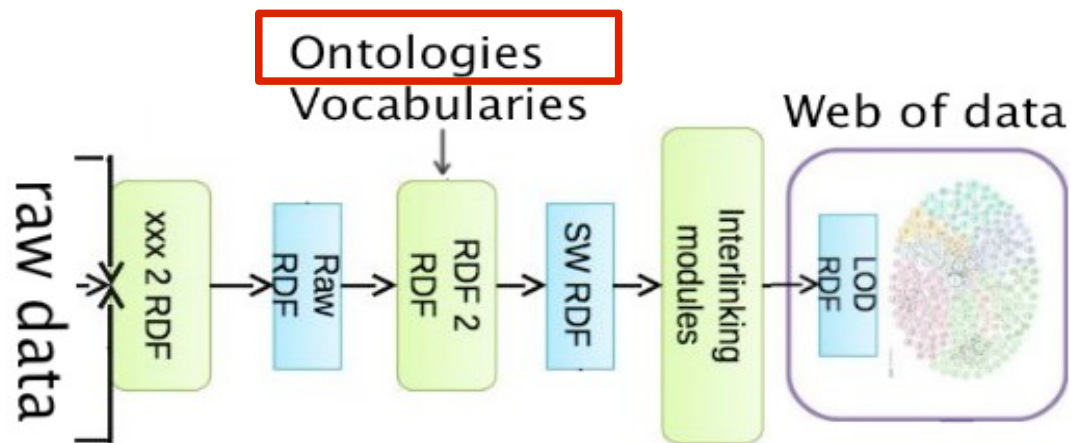 Ontologies
Vocabularies
Web of data
raw data
xxx 2 RDF
Raw
RDF
RDF 2
RDF
SW RDF
Interlinking
modules
LOD
RDF